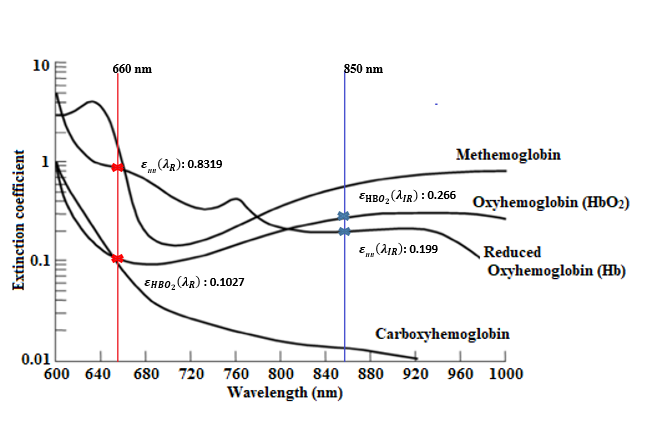 660 nm
850 nm
10
1
0.1
0.01
Extinction coefficient
ε_nn(λ_R): 0.8319
Methemoglobin
ε_HBO₂(λ_IR): 0.266
Oxyhemoglobin (HbO₂)
ε_nn(λ_IR): 0.199
Reduced
Oxyhemoglobin (Hb)
ε_HBO₂(λ_R): 0.1027
Carboxyhemoglobin
600 640 680 720 760 800 840 880 920 960 1000
Wavelength (nm)